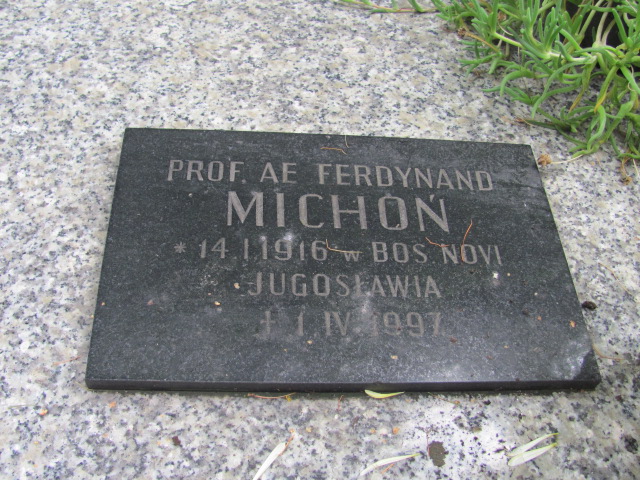 PROF. AE FERDYNAND
MICHOŃ
* 14.I.1916 w BOS NOVI
JUGOSŁAWIA
† 1.IV.1997